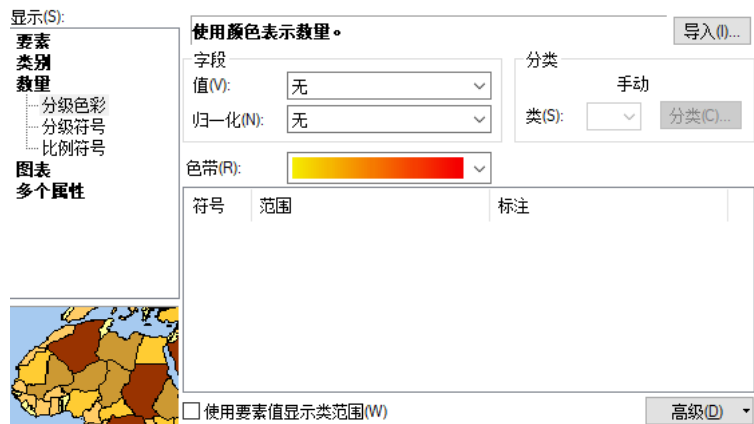 显示(S):
要素
类别
数量
分级色彩
分级符号
比例符号
图表
多个属性
使用颜色表示数量。
导入(I)...
字段
值(V):
无
归一化(N):
无
分类
手动
类(S):
分类(C)...
色带(R):
符号 范围 标注
使用要素值显示类范围(W)
高级(D)